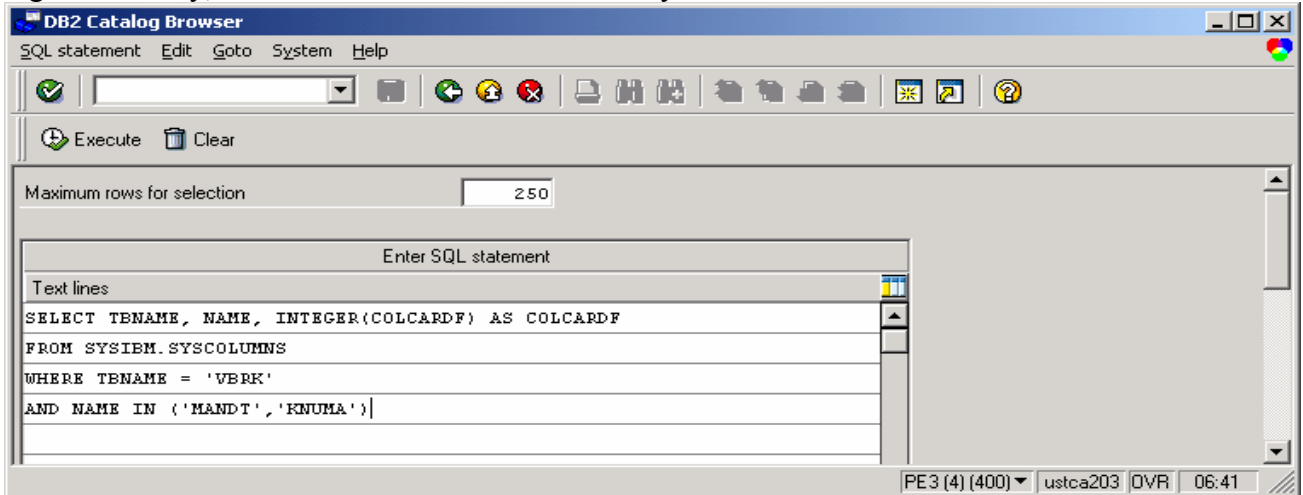 DB2 Catalog Browser
SQL statement Edit Goto System Help
Execute Clear
Maximum rows for selection 250
Enter SQL statement
Text lines
SELECT TBNAME, NAME, INTEGER(COLCARDF) AS COLCARDF
FROM SYSIBM.SYSCOLUMNS
WHERE TBNAME = 'VBRK'
AND NAME IN ('MANDT','KNUMA')
PE3 (4) (400) ustca203 OVR 06:41